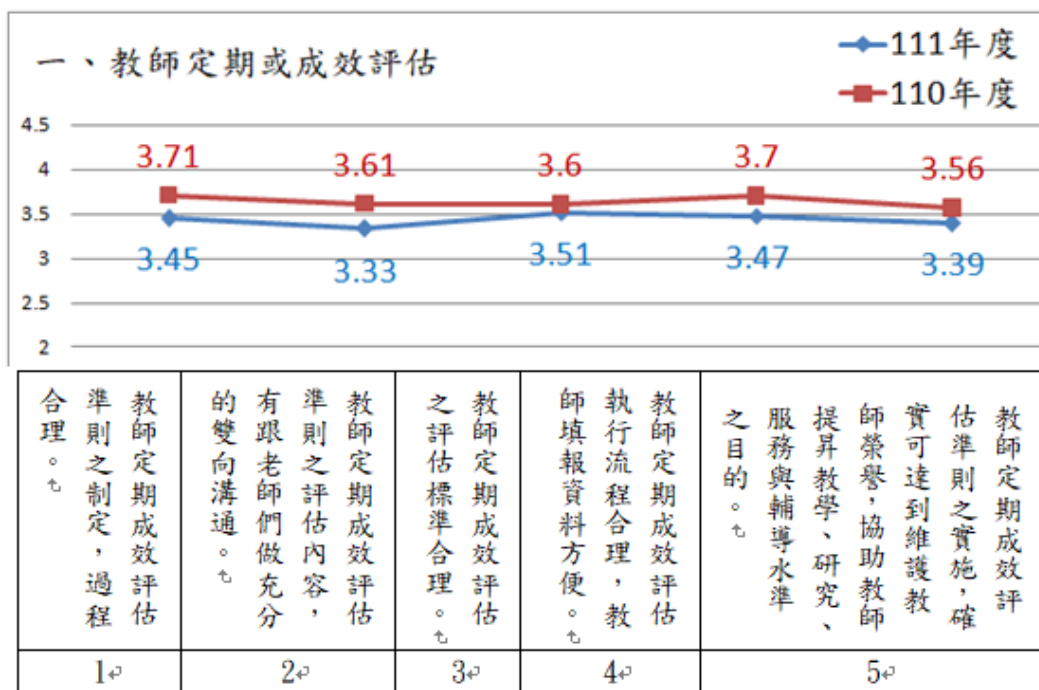 一、教師定期或成效評估
111年度
110年度
4.5
4
3.5
3
2.5
2
3.71
3.61
3.6
3.7
3.56
3.45
3.33
3.51
3.47
3.39
教師定期成效評估
準則之制定，過程
合理。
教師定期成效評估
準則之評估內容，
有跟老師們做充分
的雙向溝通。
教師定期成效評估
之評估標準合理。
教師定期成效評估
執行流程合理，教
師填報資料方便。
教師定期成效評
估準則之實施，確
實可達到維護教
師榮譽，協助教師
提昇教學、研究、
服務與輔導水準
之目的。
1
2
3
4
5